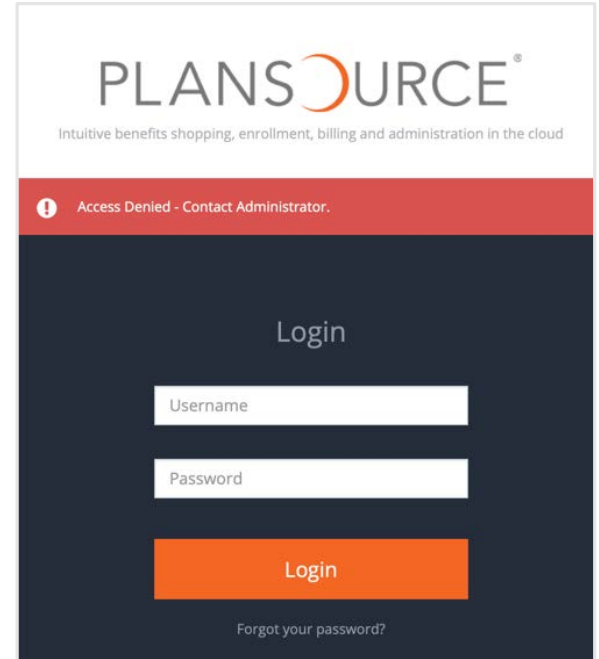 PLANSOURCE®
Intuitive benefits shopping, enrollment, billing and administration in the cloud
Access Denied - Contact Administrator.
Login
Username
Password
Login
Forgot your password?